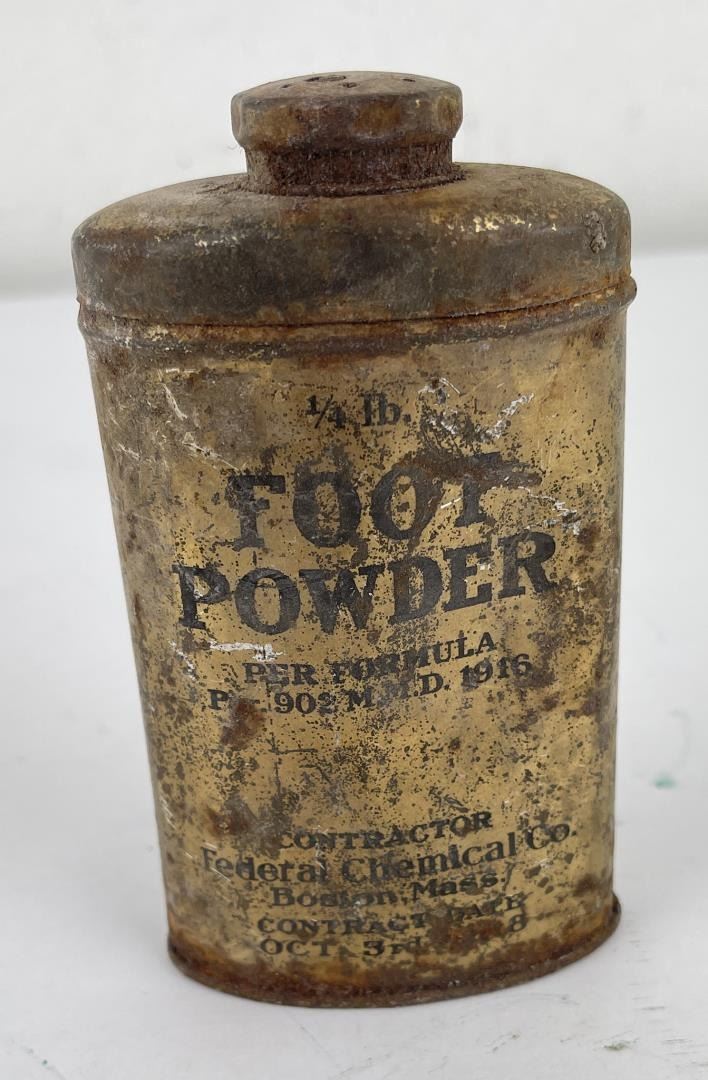 ¼ lb.
FOOT
POWDER
PER FORMULA
902 M.M.D. 1916
CONTRACTOR
Federal Chemical Co.
Boston, Mass.
CONTRACT DATE
OCT. 3rd 8